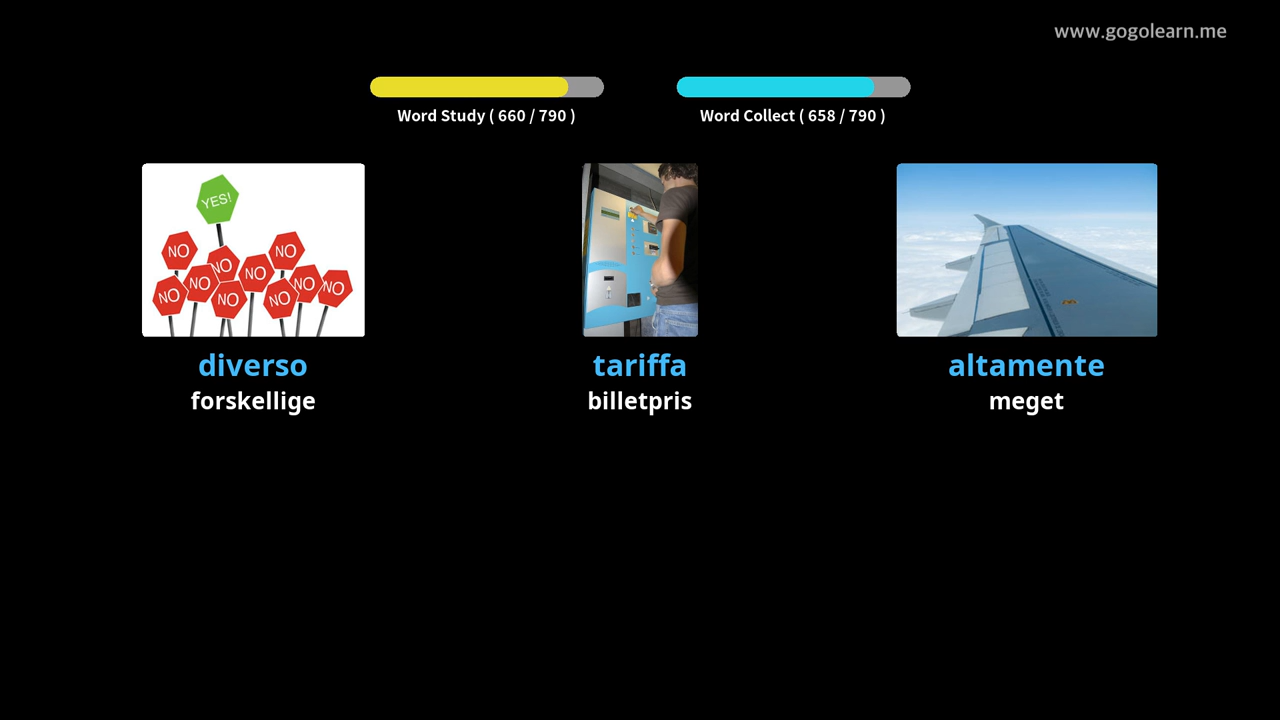 www.gogolearn.me
Word Study ( 660 / 790 )
Word Collect ( 658 / 790 )
YES!
NO
NO
NO
NO
NO
NO
NO
NO
NO
diverso
tariffa
altamente
forskellige
billetpris
meget